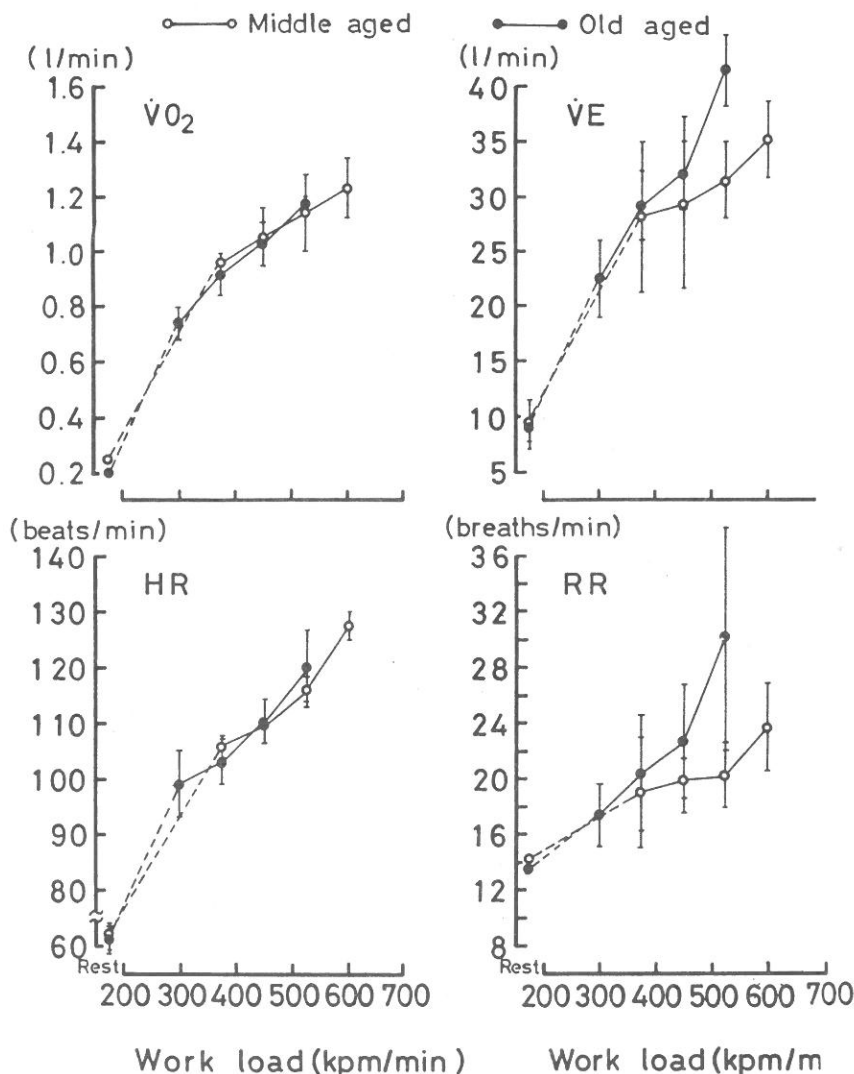 Middle aged Old aged
(l/min) (l/min)
V̇O₂
1.6
1.4
1.2
1.0
0.8
0.6
0.4
0.2
V̇E
40
35
30
25
20
15
10
5
(beats/min) (breaths/min)
HR
140
130
120
110
100
90
80
60
Rest
200 300 400 500 600 700
Work load (kpm/min)
RR
36
32
28
24
20
16
12
8
Rest
200 300 400 500 600 700
Work load (kpm/m